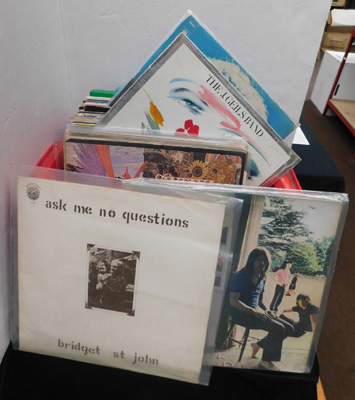 THE J. GEILS BAND
ask me no questions
bridget st john